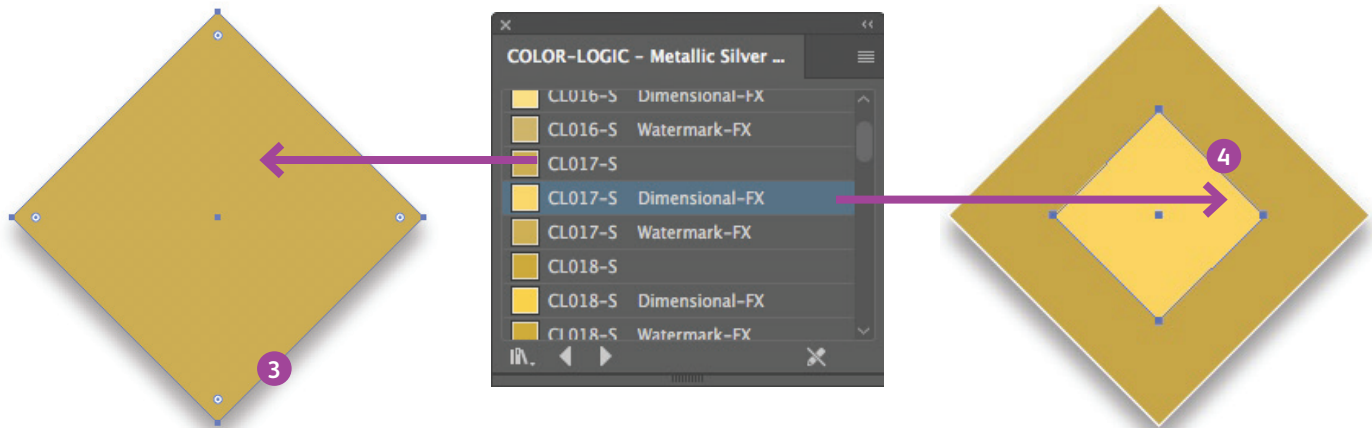 COLOR-LOGIC - Metallic Silver ...
CL016-S Dimensional-FX
CL016-S Watermark-FX
CL017-S
CL017-S Dimensional-FX
CL017-S Watermark-FX
CL018-S
CL018-S Dimensional-FX
CL018-S Watermark-FX
3
4